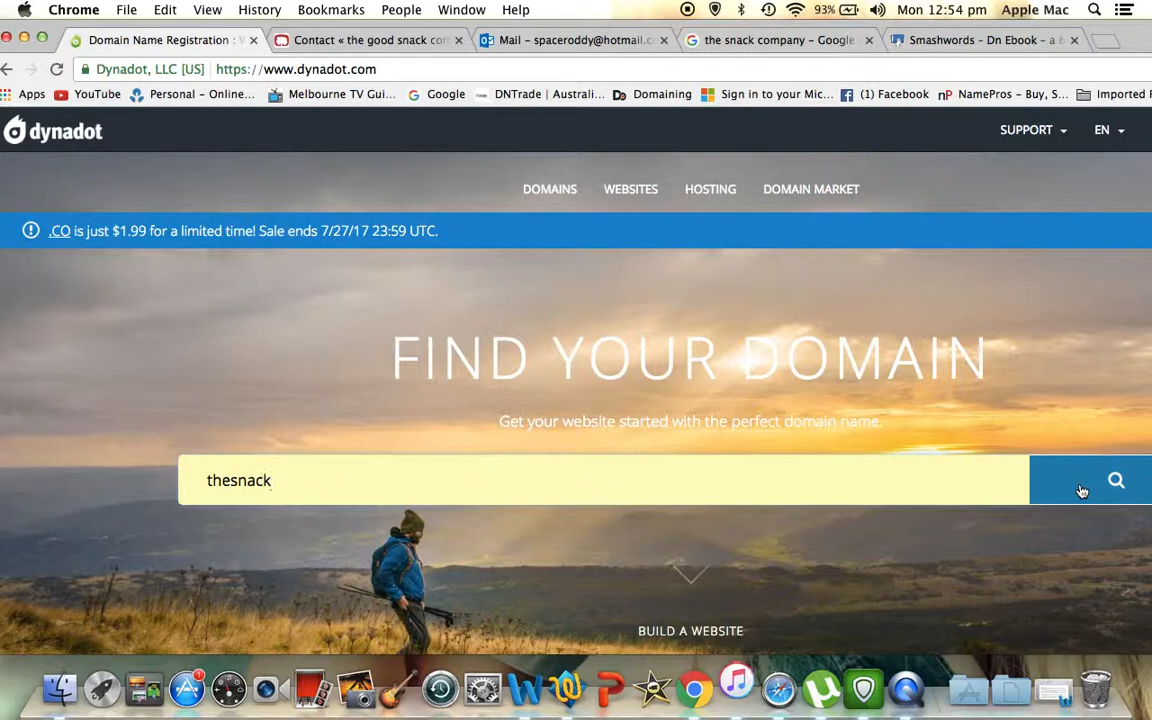 Chrome File Edit View History Bookmarks People Window Help 93% Mon 12:54 pm Apple Mac
Domain Name Registration : W Contact « the good snack com Mail – spaceroddy@hotmail.c the snack company – Google Smashwords – Dn Ebook – a b
Dynadot, LLC [US] https://www.dynadot.com
Apps YouTube Personal – Online... Melbourne TV Gui... Google DNTrade | Australi... Do Domaining Sign in to your Mic... (1) Facebook nP NamePros – Buy, S... Imported F
dynadot SUPPORT EN
DOMAINS WEBSITES HOSTING DOMAIN MARKET
.CO is just $1.99 for a limited time! Sale ends 7/27/17 23:59 UTC.
FIND YOUR DOMAIN
Get your website started with the perfect domain name.
thesnack
BUILD A WEBSITE